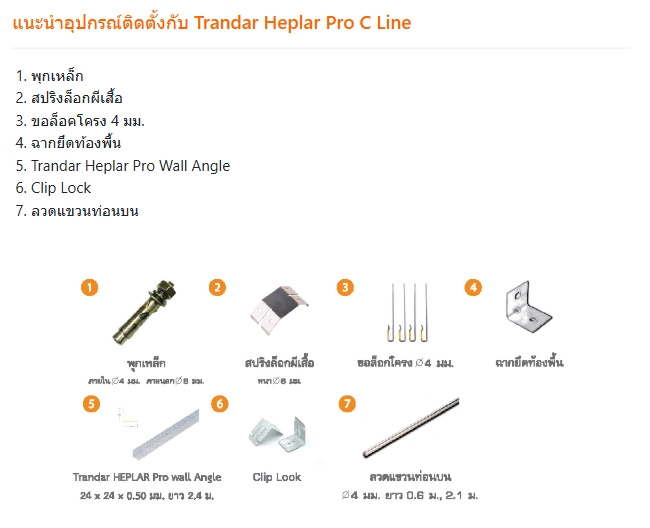 แนะนำอุปกรณ์ติดตั้งกับ Trandar Heplar Pro C Line
1. พุกเหล็ก
2. สปริงล็อกผีเสื้อ
3. ขอล็อคโครง 4 มม.
4. ฉากยึดท้องพื้น
5. Trandar Heplar Pro Wall Angle
6. Clip Lock
7. ลวดแขวนท่อนบน
1 2 3 4
พุกเหล็ก สปริงล็อกผีเสื้อ ขอล็อกโครง ∅4 มม. ฉากยึดท้องพื้น
ภายใน ∅4 มม. ภายนอก ∅6 มม. หนา ∅6 มม.
5 6 7
Trandar HEPLAR Pro wall Angle Clip Look ลวดแขวนท่อนบน
24 x 24 x 0.50 มม. ยาว 2.4 ม. ∅4 มม. ยาว 0.6 ม., 2.1 ม.